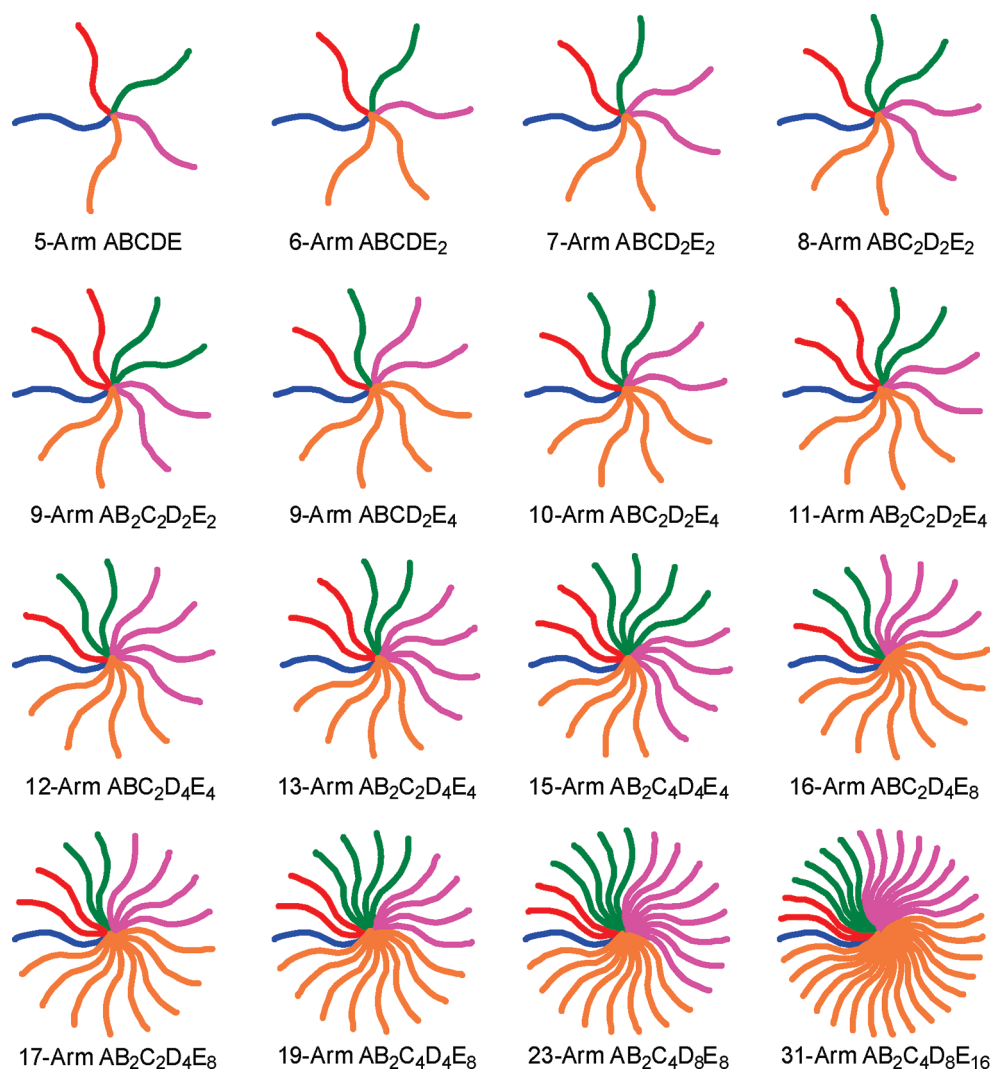 5-Arm ABCDE
6-Arm ABCDE₂
7-Arm ABCD₂E₂
8-Arm ABC₂D₂E₂
9-Arm AB₂C₂D₂E₂
9-Arm ABCD₂E₄
10-Arm ABC₂D₂E₄
11-Arm AB₂C₂D₂E₄
12-Arm ABC₂D₄E₄
13-Arm AB₂C₂D₄E₄
15-Arm AB₂C₄D₄E₄
16-Arm ABC₂D₄E₈
17-Arm AB₂C₂D₄E₈
19-Arm AB₂C₄D₄E₈
23-Arm AB₂C₄D₈E₈
31-Arm AB₂C₄D₈E₁₆